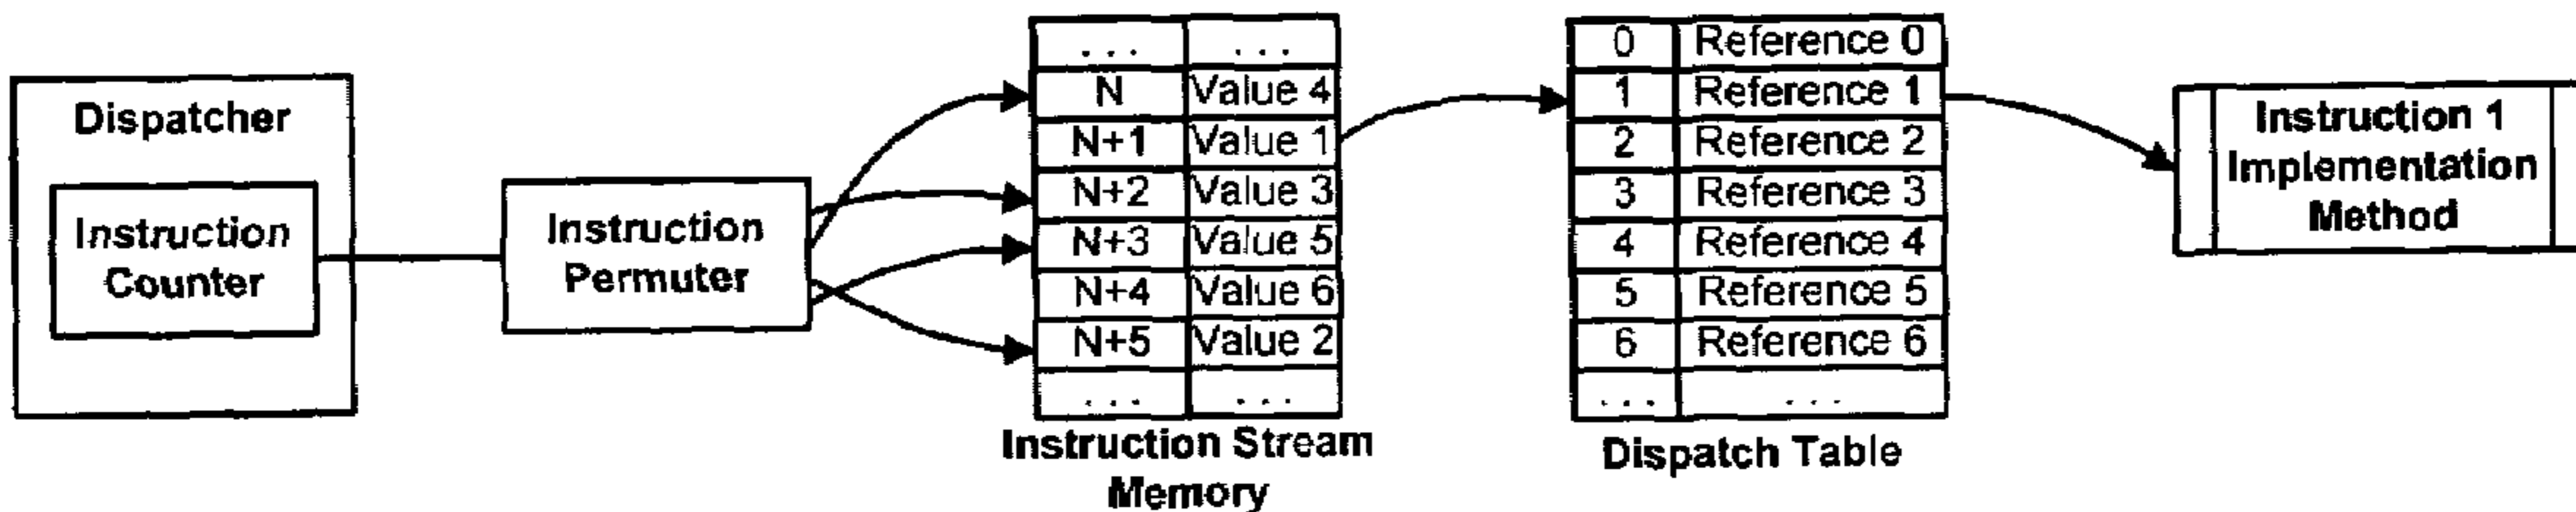 Dispatcher
Instruction
Counter
Instruction
Permuter
. . . . . .
N Value 4
N+1 Value 1
N+2 Value 3
N+3 Value 5
N+4 Value 6
N+5 Value 2
. . . . . .
Instruction Stream
Memory
0 Reference 0
1 Reference 1
2 Reference 2
3 Reference 3
4 Reference 4
5 Reference 5
6 Reference 6
. . . . . .
Dispatch Table
Instruction 1
Implementation
Method